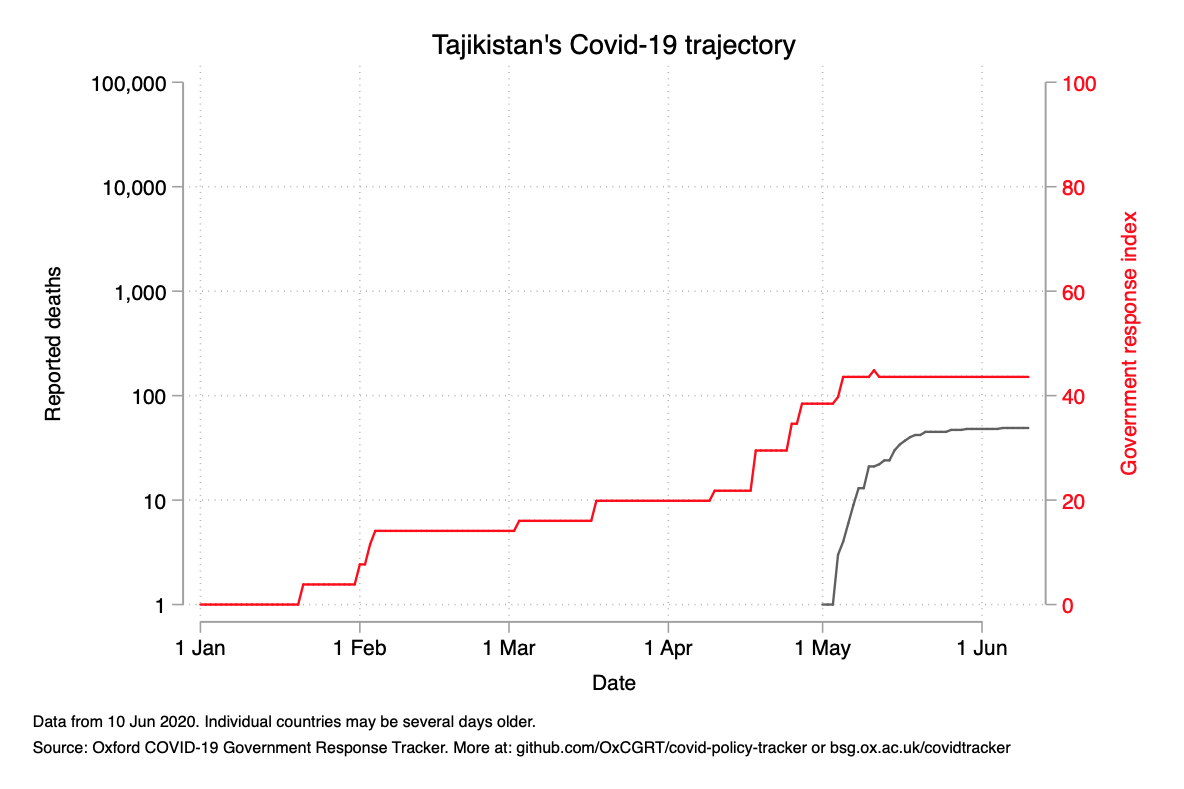 Tajikistan's Covid-19 trajectory
100,000
10,000
1,000
100
10
1
Reported deaths
100
80
60
40
20
0
Government response index
1 Jan 1 Feb 1 Mar 1 Apr 1 May 1 Jun
Date
Data from 10 Jun 2020. Individual countries may be several days older.
Source: Oxford COVID-19 Government Response Tracker. More at: github.com/OxCGRT/covid-policy-tracker or bsg.ox.ac.uk/covidtracker